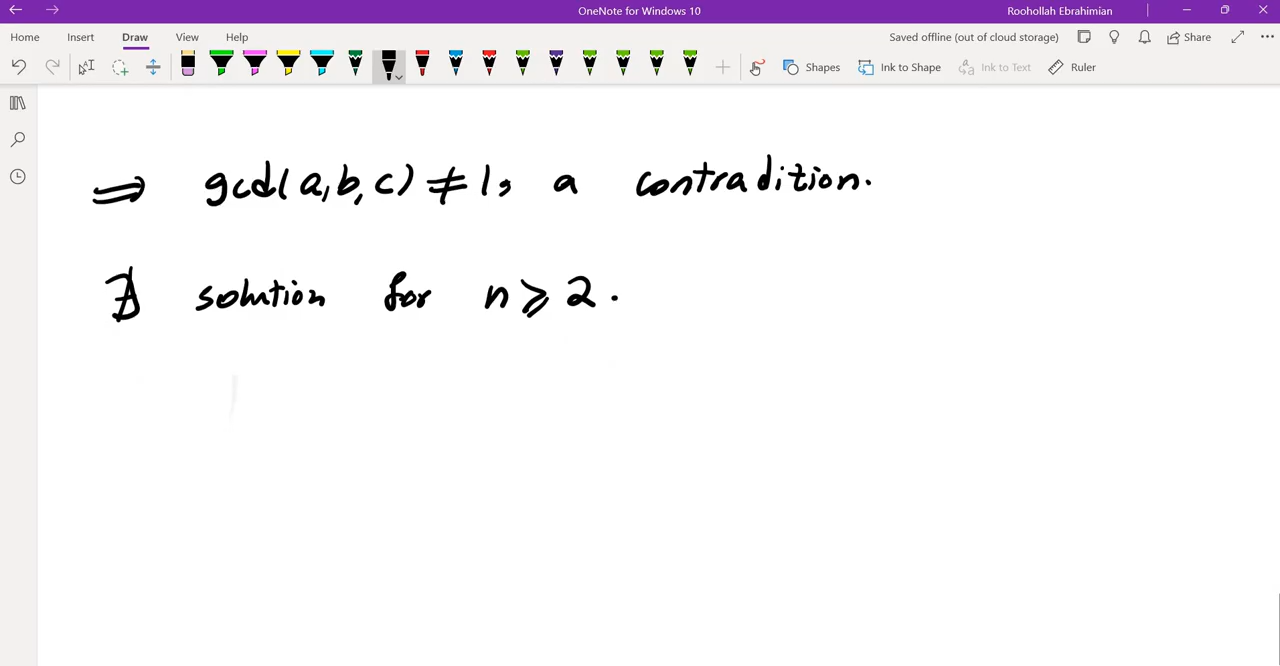 OneNote for Windows 10
Roohollah Ebrahimian
Home Insert Draw View Help
Saved offline (out of cloud storage)
Share
Shapes
Ink to Shape
Ink to Text
Ruler
⟹ gcd(a,b,c) ≠ 1, a contradition.
∄ solution for n ⩾ 2.